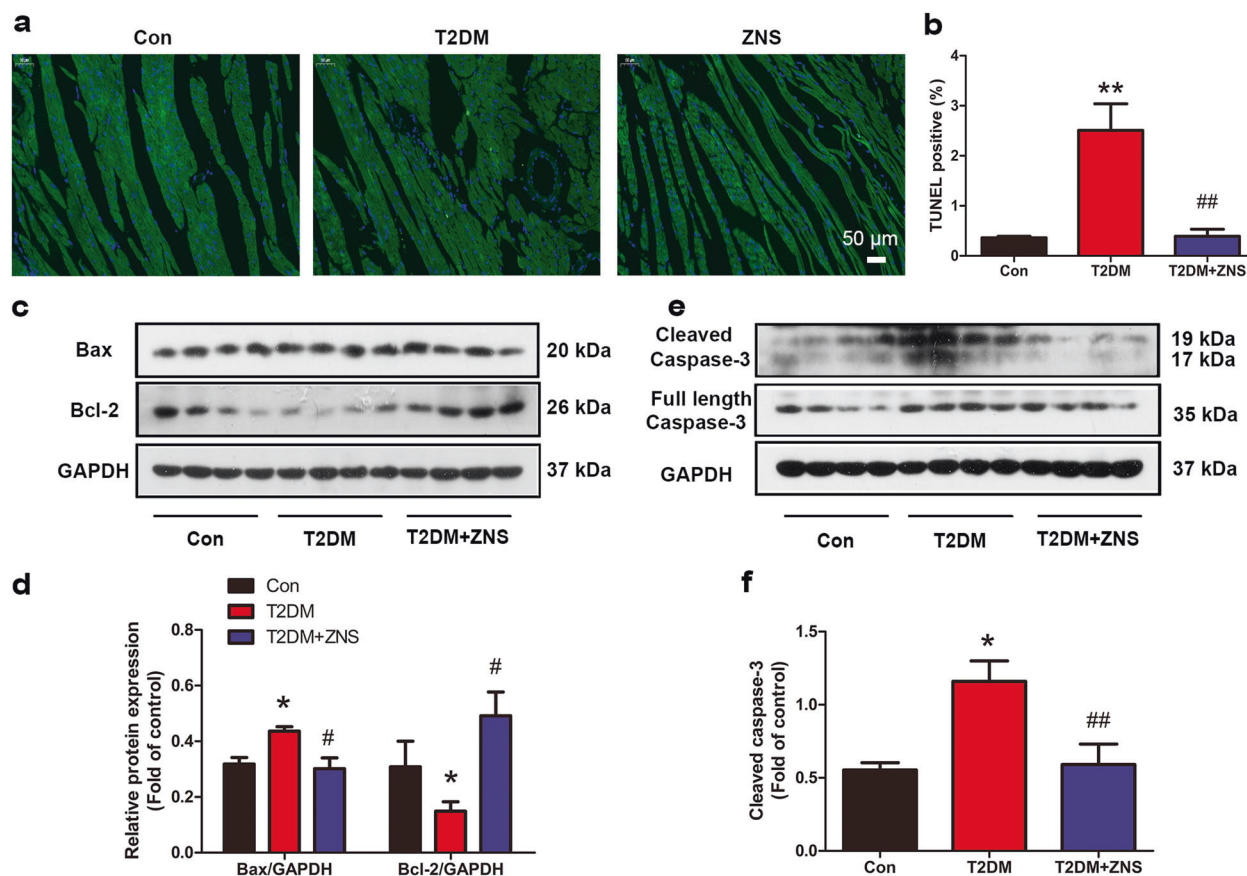 a
Con
T2DM
ZNS
50 μm
b
TUNEL positive (%)
4
3
2
1
0
**
##
Con
T2DM
T2DM+ZNS
c
Bax
20 kDa
Bcl-2
26 kDa
GAPDH
37 kDa
Con
T2DM
T2DM+ZNS
e
Cleaved
Caspase-3
19 kDa
17 kDa
Full length
Caspase-3
35 kDa
GAPDH
37 kDa
Con
T2DM
T2DM+ZNS
d
Con
T2DM
T2DM+ZNS
Relative protein expression
(Fold of control)
0.8
0.6
0.4
0.2
0.0
*
#
*
#
Bax/GAPDH
Bcl-2/GAPDH
f
Cleaved caspase-3
(Fold of control)
1.5
1.0
0.5
0.0
*
##
Con
T2DM
T2DM+ZNS